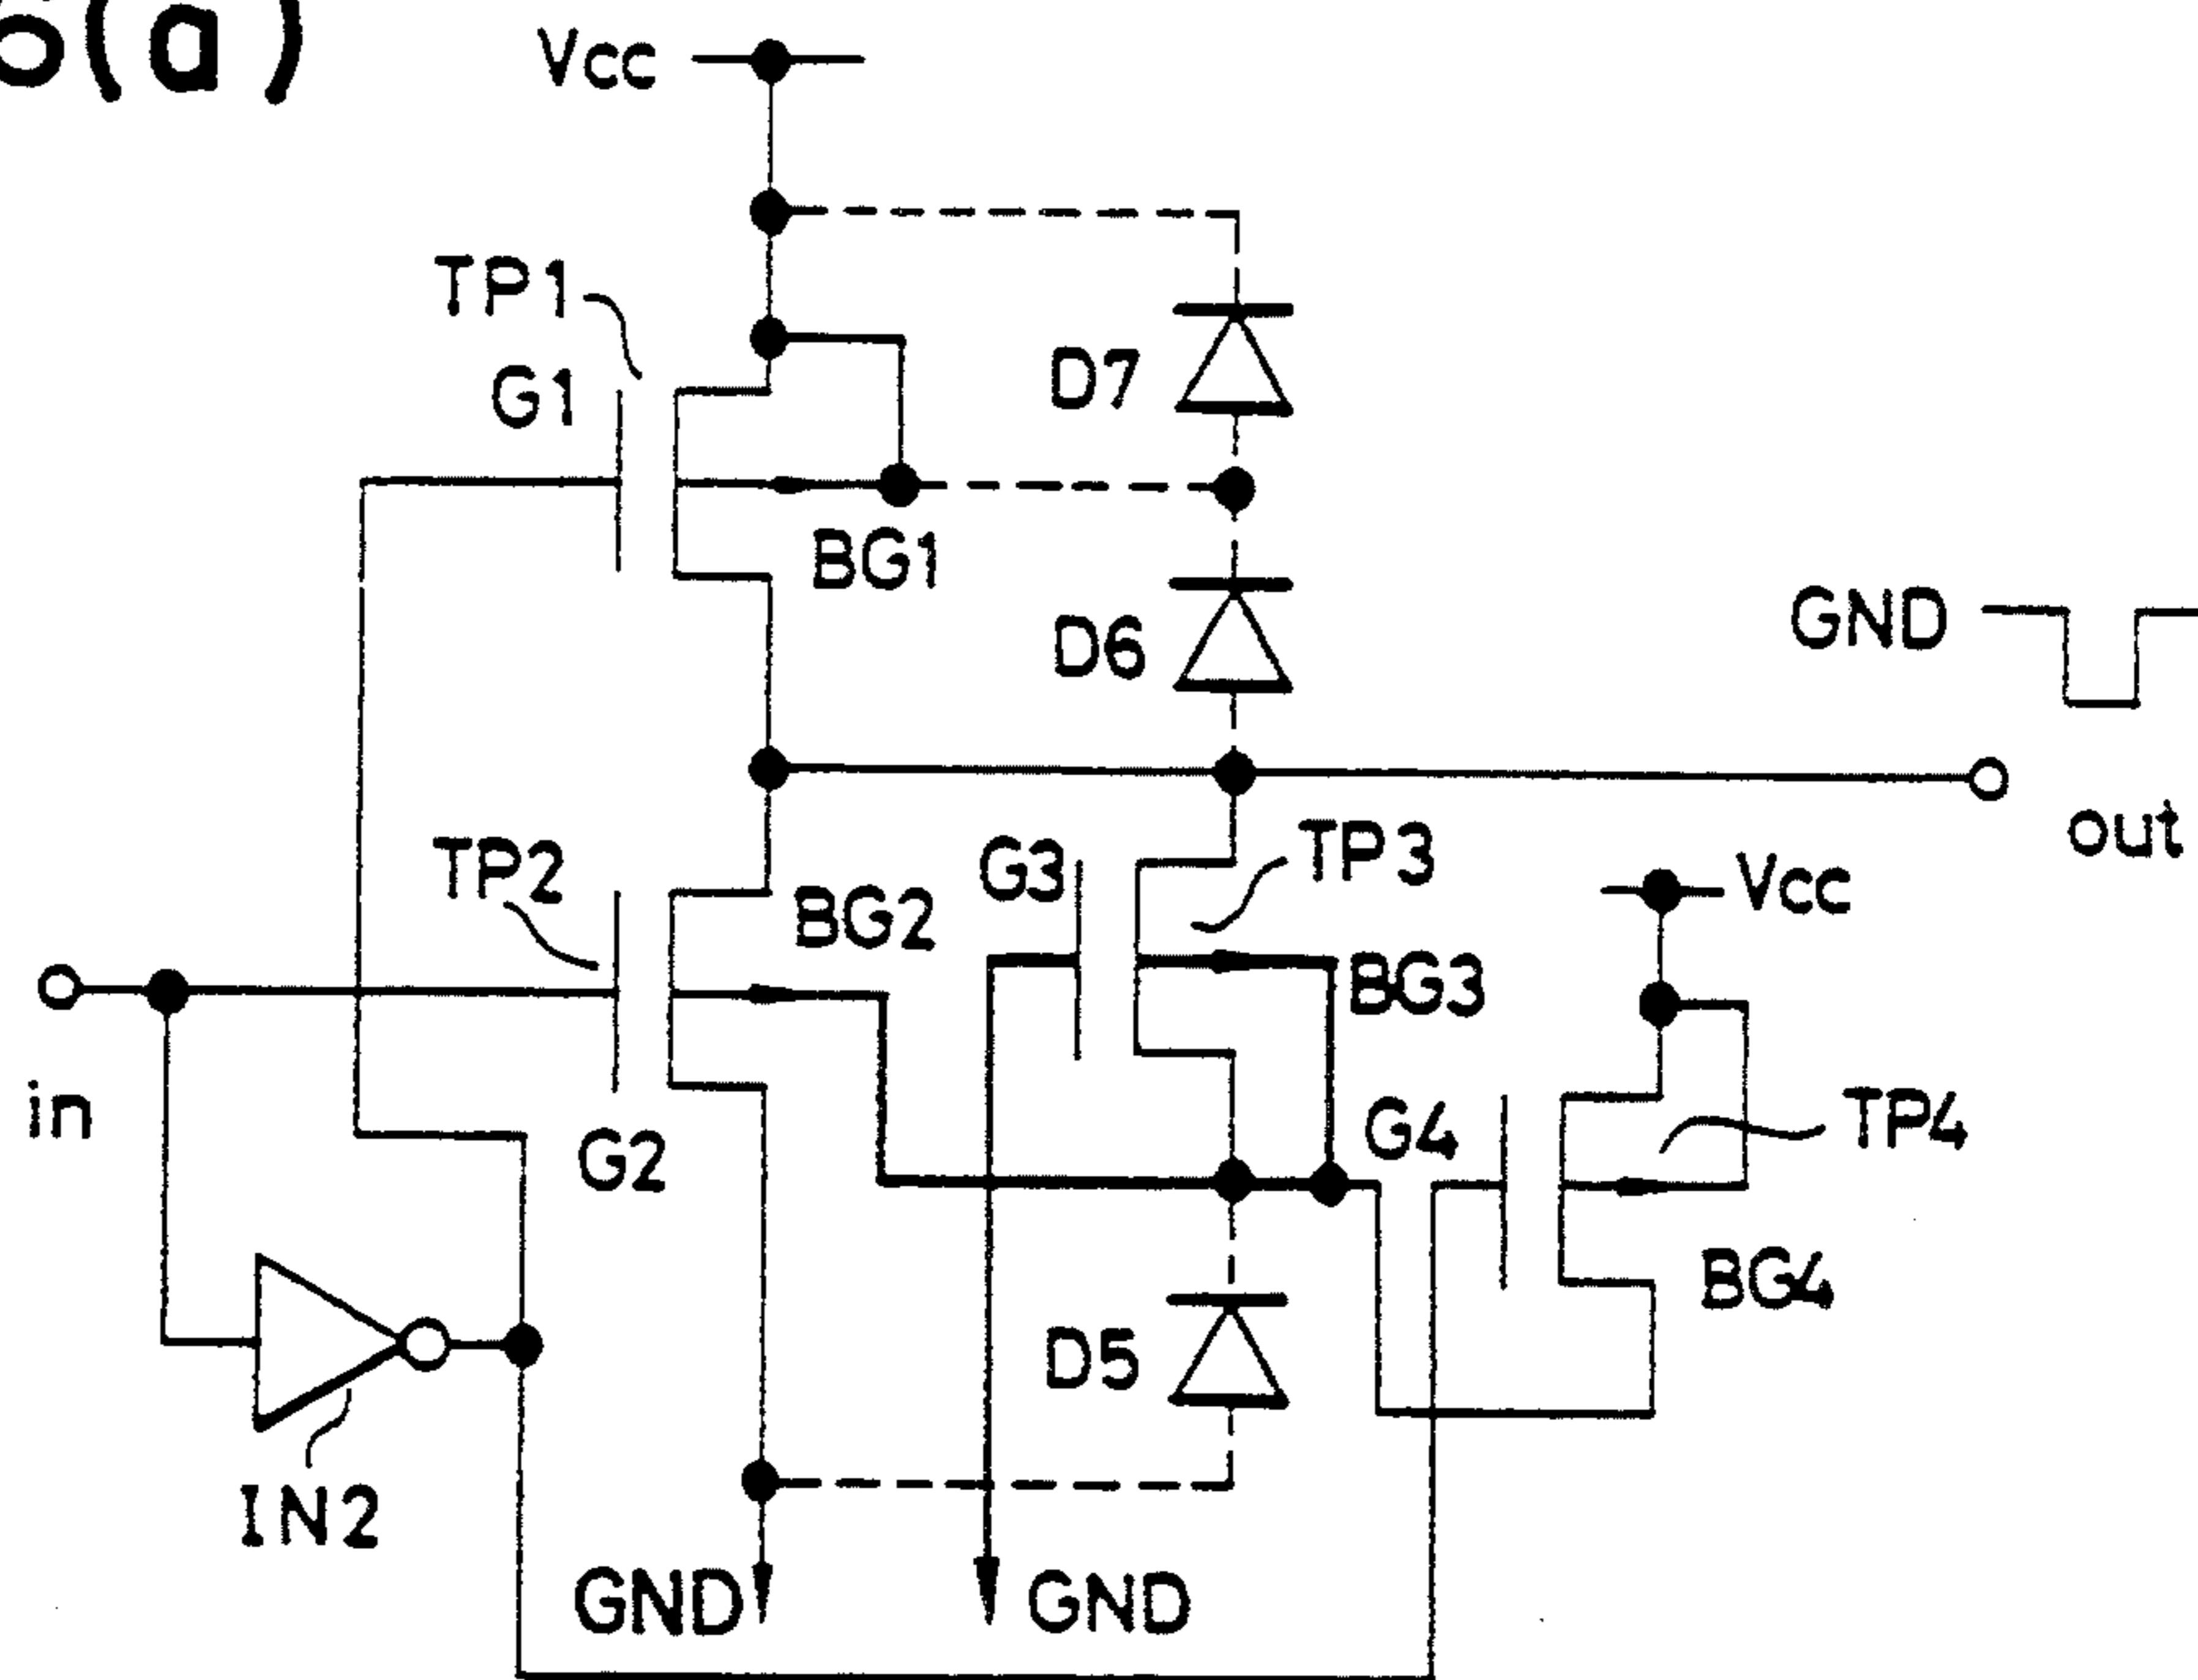 (a)
Vcc
TP1
G1
D7
BG1
D6
GND
out
TP2
BG2
G3
TP3
Vcc
BG3
in
G2
G4
TP4
BG4
D5
IN2
GND
GND